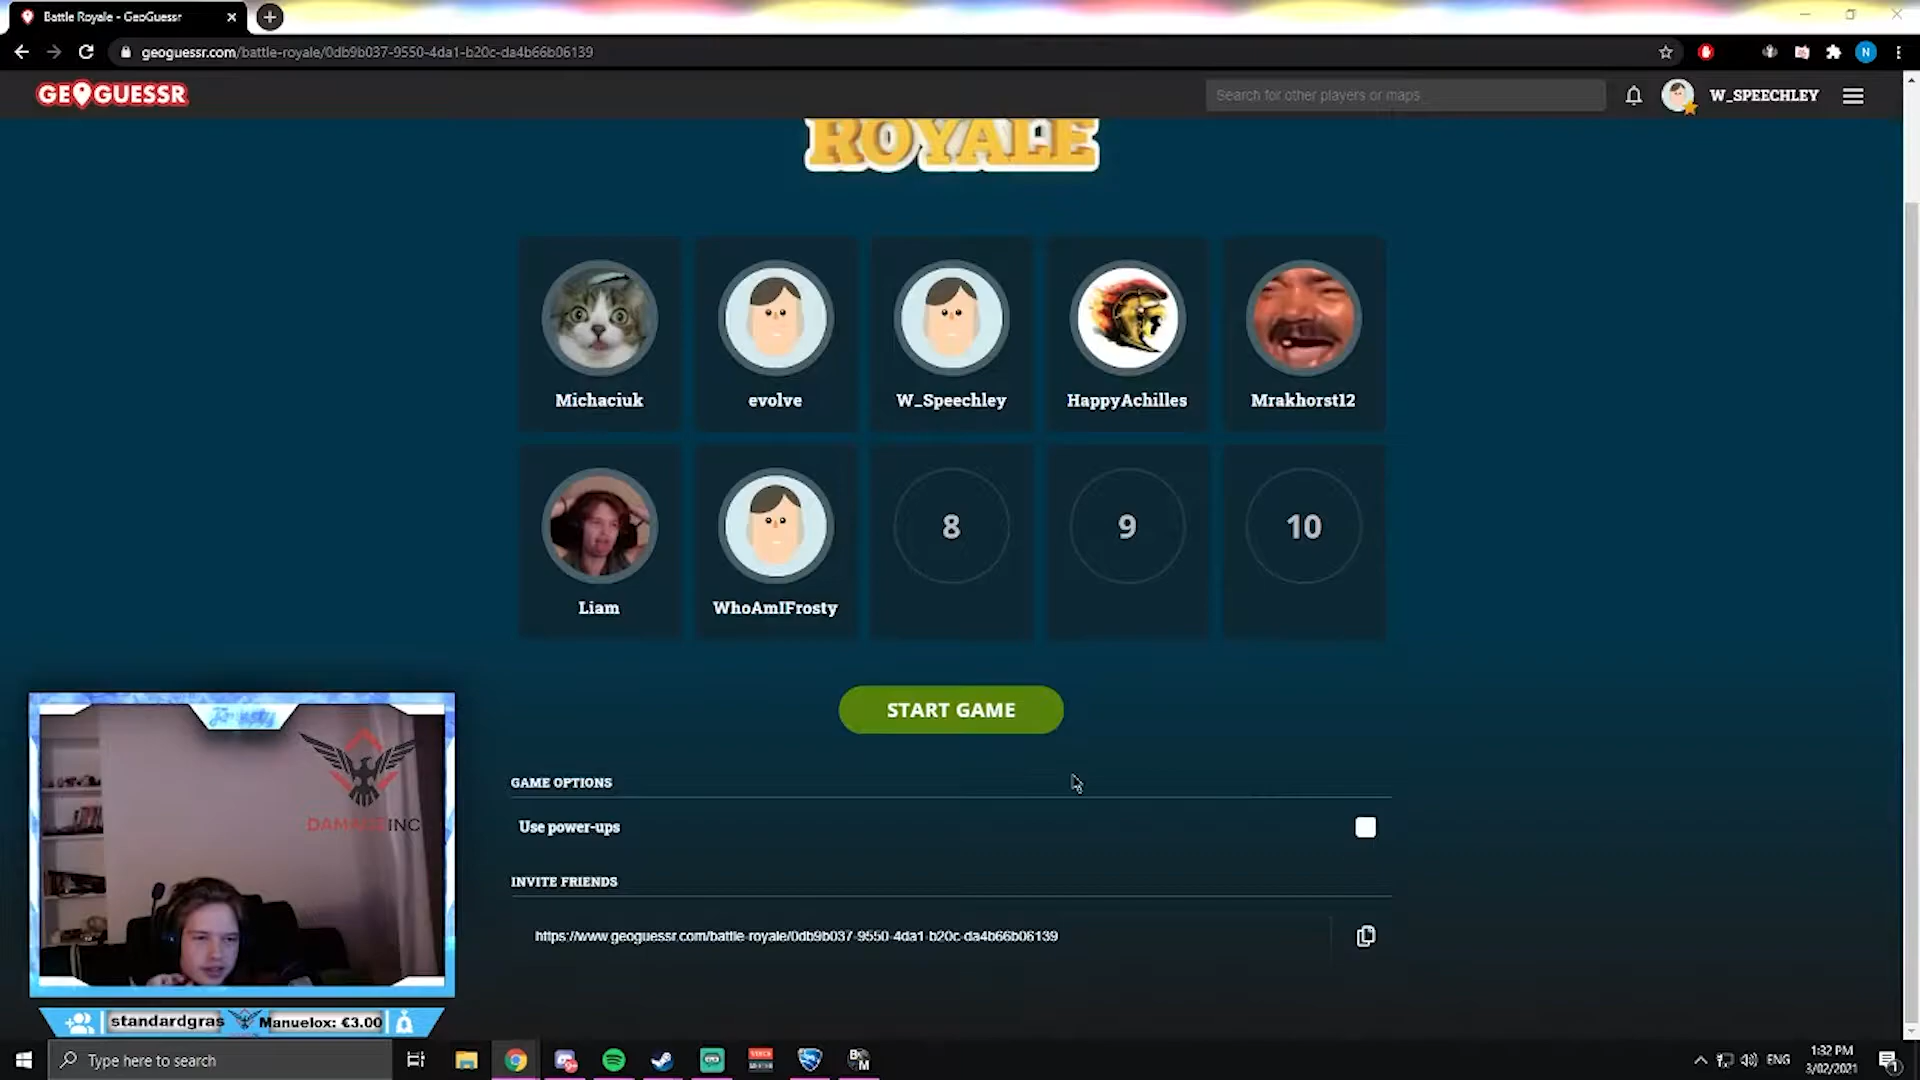 Battle Royale - GeoGuessr
geoguessr.com/battle-royale/0db9b037-9550-4da1-b20c-da4b66b06139
N
GEOGUESSR
Search for other players or maps
W_SPEECHLEY
ROYALE
Michaciuk
evolve
W_Speechley
HappyAchilles
Mrakhorst12
Liam
WhoAmIFrosty
8
9
10
START GAME
GAME OPTIONS
Use power-ups
INVITE FRIENDS
https://www.geoguessr.com/battle-royale/0db9b037-9550-4da1-b20c-da4b66b06139
INC
standardgras
Manuelox: €3.00
Type here to search
ENG
1:32 PM
3/02/2021